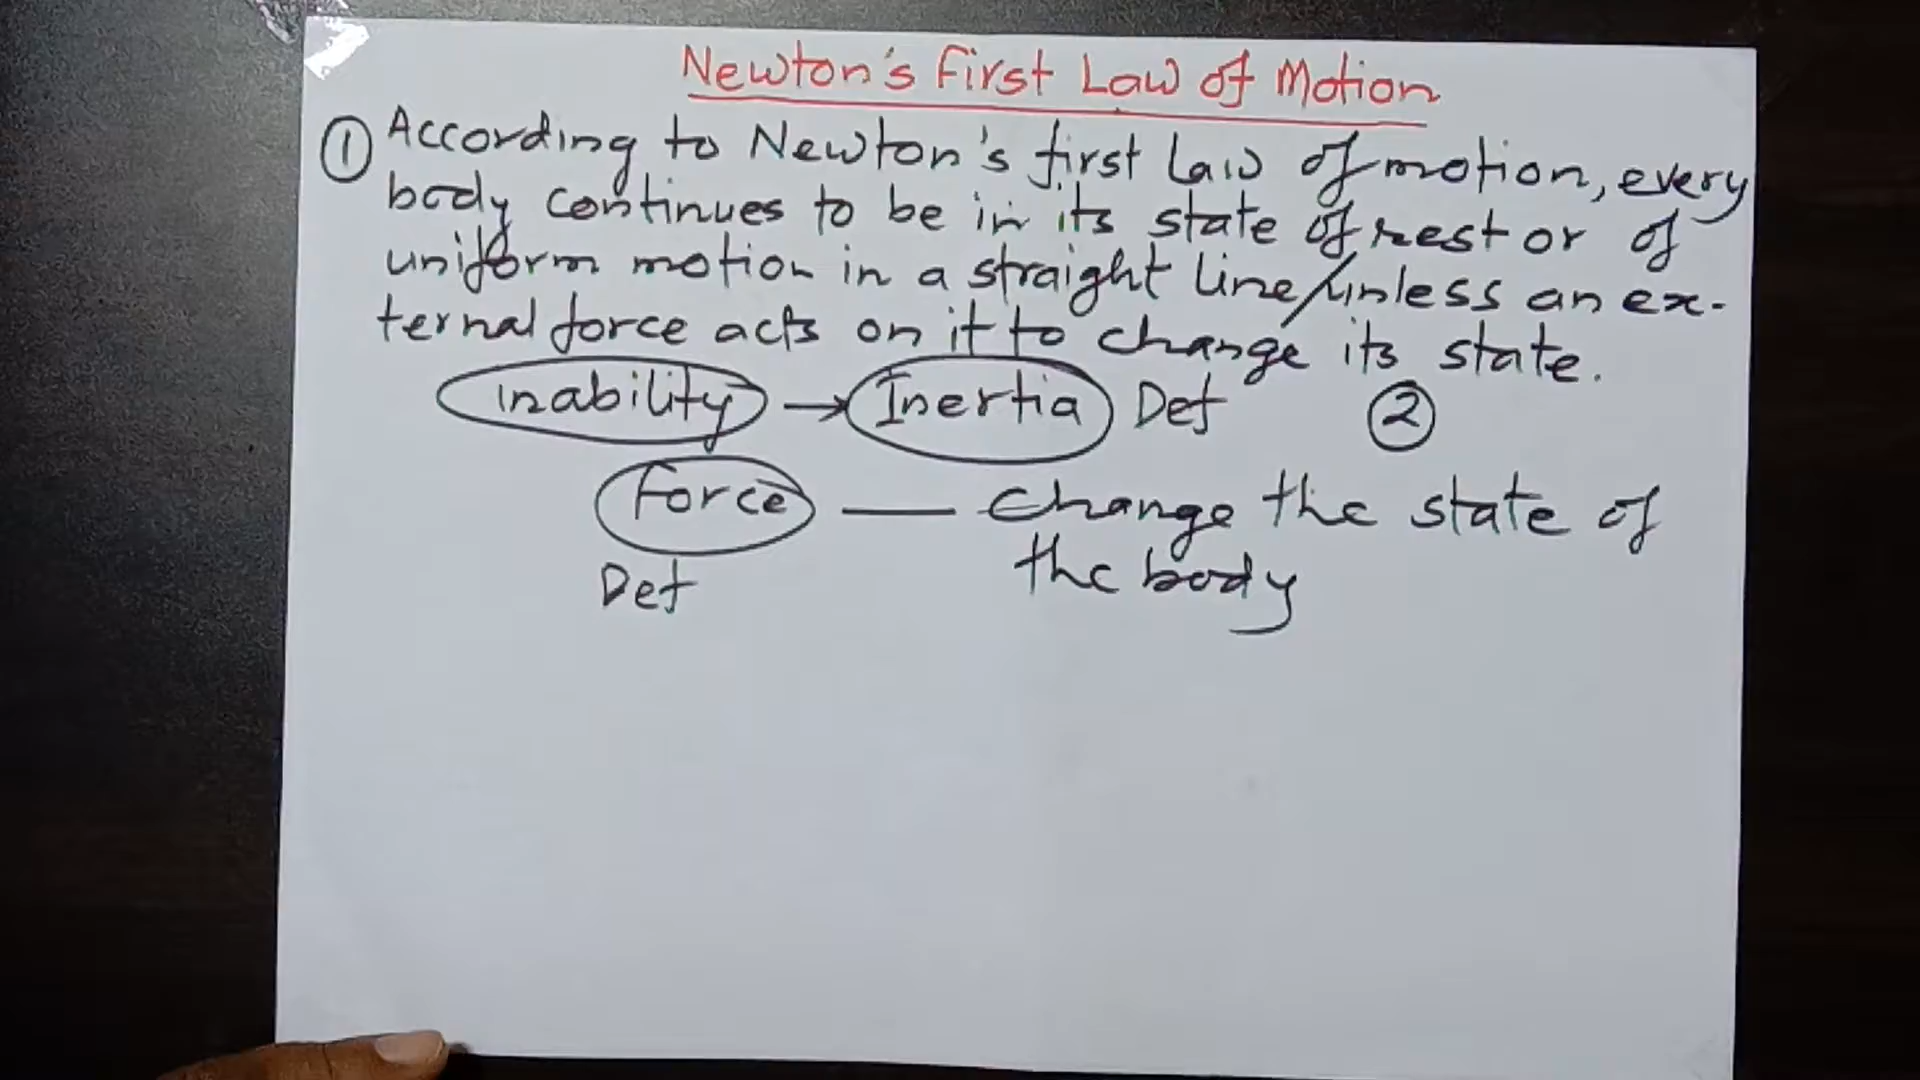 Newton's First Law of Motion
① According to Newton's first law of motion, every
body continues to be in its state of rest or of
uniform motion in a straight line/unless an ex-
ternal force acts on it to change its state.
inability → Inertia Def ②
Force — change the state of
the body
Def